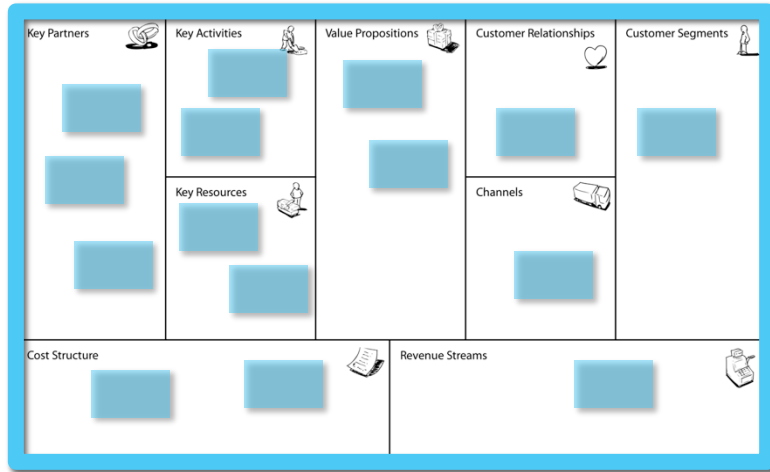 Key Partners
Key Activities
Value Propositions
Customer Relationships
Customer Segments
Key Resources
Channels
Cost Structure
Revenue Streams